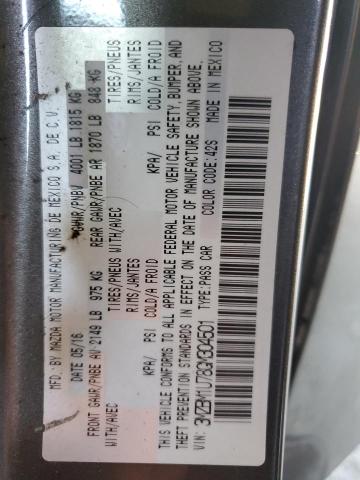 MFD. BY MAZDA MOTOR MANUFACTURING DE MEXICO S.A. DE C.V.
DATE: 05/16 GVWR/PNBV 4001 LB 1815 KG
FRONT GAWR/PNBE AV 2149 LB 975 KG REAR GAWR/PNBE AR 1870 LB 848 KG
WITH/AVEC TIRES/PNEUS WITH/AVEC TIRES/PNEUS
RIMS/JANTES RIMS/JANTES
KPA/ PSI COLD/A FROID KPA/ PSI COLD/A FROID
THIS VEHICLE CONFORMS TO ALL APPLICABLE FEDERAL MOTOR VEHICLE SAFETY, BUMPER, AND
THEFT PREVENTION STANDARDS IN EFFECT ON THE DATE OF MANUFACTURE SHOWN ABOVE.
VIN: 3MZBM1U78GM304501 TYPE:PASS CAR COLOR CODE:42S MADE IN MEXICO